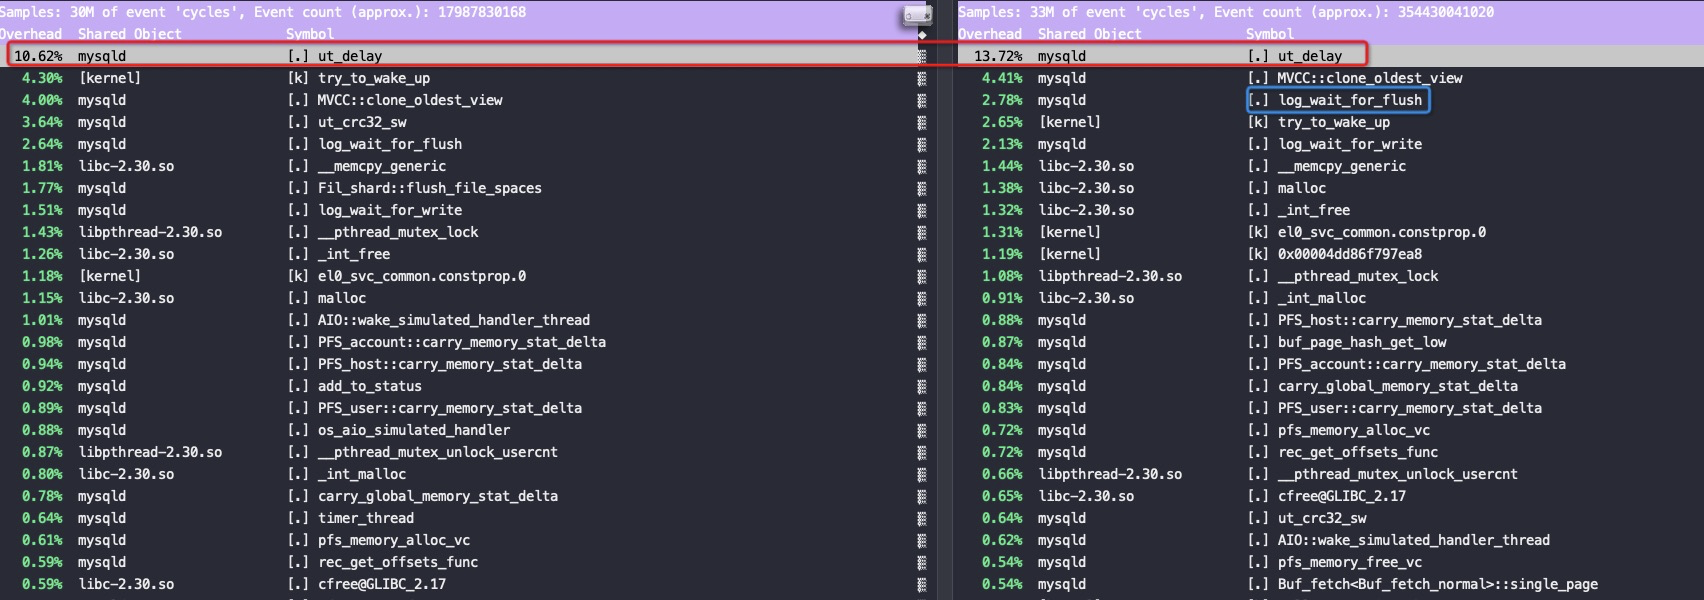 Samples: 30M of event 'cycles', Event count (approx.): 17987830168
Overhead  Shared Object  Symbol
10.62%  mysqld  [.] ut_delay
4.30%  [kernel]  [k] try_to_wake_up
4.00%  mysqld  [.] MVCC::clone_oldest_view
3.64%  mysqld  [.] ut_crc32_sw
2.64%  mysqld  [.] log_wait_for_flush
1.81%  libc-2.30.so  [.] __memcpy_generic
1.77%  mysqld  [.] Fil_shard::flush_file_spaces
1.51%  mysqld  [.] log_wait_for_write
1.43%  libpthread-2.30.so  [.] __pthread_mutex_lock
1.26%  libc-2.30.so  [.] _int_free
1.18%  [kernel]  [k] el0_svc_common.constprop.0
1.15%  libc-2.30.so  [.] malloc
1.01%  mysqld  [.] AIO::wake_simulated_handler_thread
0.98%  mysqld  [.] PFS_account::carry_memory_stat_delta
0.94%  mysqld  [.] PFS_host::carry_memory_stat_delta
0.92%  mysqld  [.] add_to_status
0.89%  mysqld  [.] PFS_user::carry_memory_stat_delta
0.88%  mysqld  [.] os_aio_simulated_handler
0.87%  libpthread-2.30.so  [.] __pthread_mutex_unlock_usercnt
0.80%  libc-2.30.so  [.] _int_malloc
0.78%  mysqld  [.] carry_global_memory_stat_delta
0.64%  mysqld  [.] timer_thread
0.61%  mysqld  [.] pfs_memory_alloc_vc
0.59%  mysqld  [.] rec_get_offsets_func
0.59%  libc-2.30.so  [.] cfree@GLIBC_2.17
Samples: 33M of event 'cycles', Event count (approx.): 354430041020
Overhead  Shared Object  Symbol
13.72%  mysqld  [.] ut_delay
4.41%  mysqld  [.] MVCC::clone_oldest_view
2.78%  mysqld  [.] log_wait_for_flush
2.65%  [kernel]  [k] try_to_wake_up
2.13%  mysqld  [.] log_wait_for_write
1.44%  libc-2.30.so  [.] __memcpy_generic
1.38%  libc-2.30.so  [.] malloc
1.32%  libc-2.30.so  [.] _int_free
1.31%  [kernel]  [k] el0_svc_common.constprop.0
1.19%  [kernel]  [k] 0x00004dd86f797ea8
1.08%  libpthread-2.30.so  [.] __pthread_mutex_lock
0.91%  libc-2.30.so  [.] _int_malloc
0.88%  mysqld  [.] PFS_host::carry_memory_stat_delta
0.87%  mysqld  [.] buf_page_hash_get_low
0.84%  mysqld  [.] PFS_account::carry_memory_stat_delta
0.84%  mysqld  [.] carry_global_memory_stat_delta
0.83%  mysqld  [.] PFS_user::carry_memory_stat_delta
0.72%  mysqld  [.] pfs_memory_alloc_vc
0.72%  mysqld  [.] rec_get_offsets_func
0.66%  libpthread-2.30.so  [.] __pthread_mutex_unlock_usercnt
0.65%  libc-2.30.so  [.] cfree@GLIBC_2.17
0.64%  mysqld  [.] ut_crc32_sw
0.62%  mysqld  [.] AIO::wake_simulated_handler_thread
0.54%  mysqld  [.] pfs_memory_free_vc
0.54%  mysqld  [.] Buf_fetch<Buf_fetch_normal>::single_page